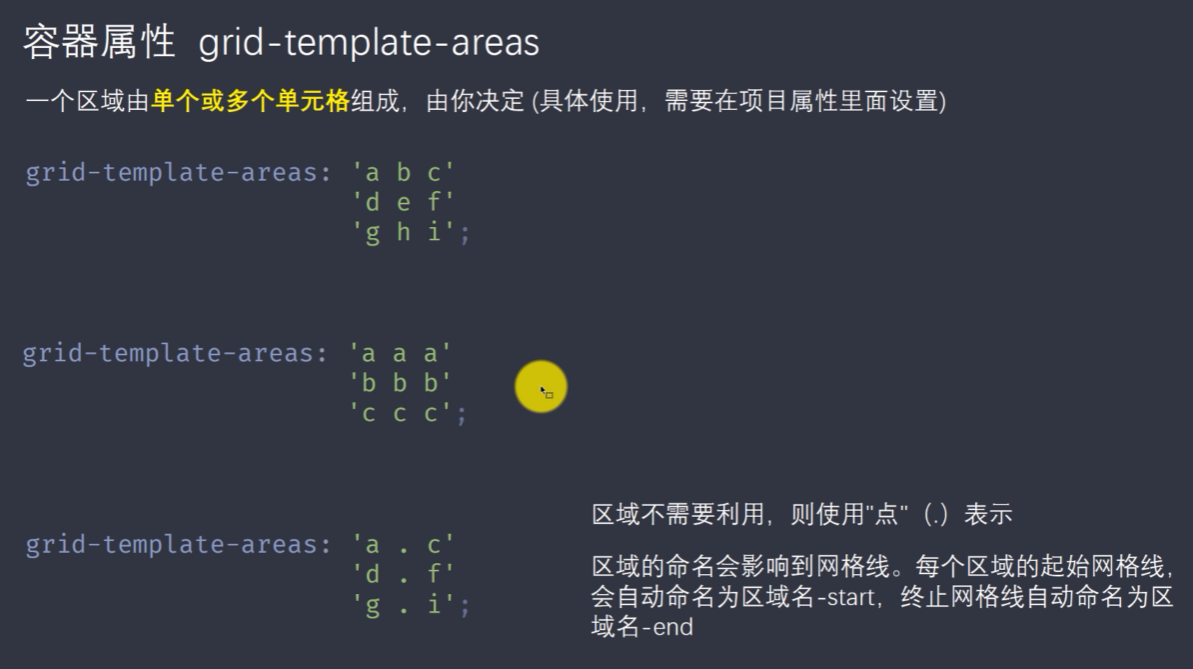 容器属性 grid-template-areas
一个区域由单个或多个单元格组成，由你决定 (具体使用，需要在项目属性里面设置)
grid-template-areas: 'a b c'
'd e f'
'g h i';
grid-template-areas: 'a a a'
'b b b'
'c c c';
grid-template-areas: 'a . c'
'd . f'
'g . i';
区域不需要利用，则使用"点"（.）表示
区域的命名会影响到网格线。每个区域的起始网格线，
会自动命名为区域名-start，终止网格线自动命名为区
域名-end